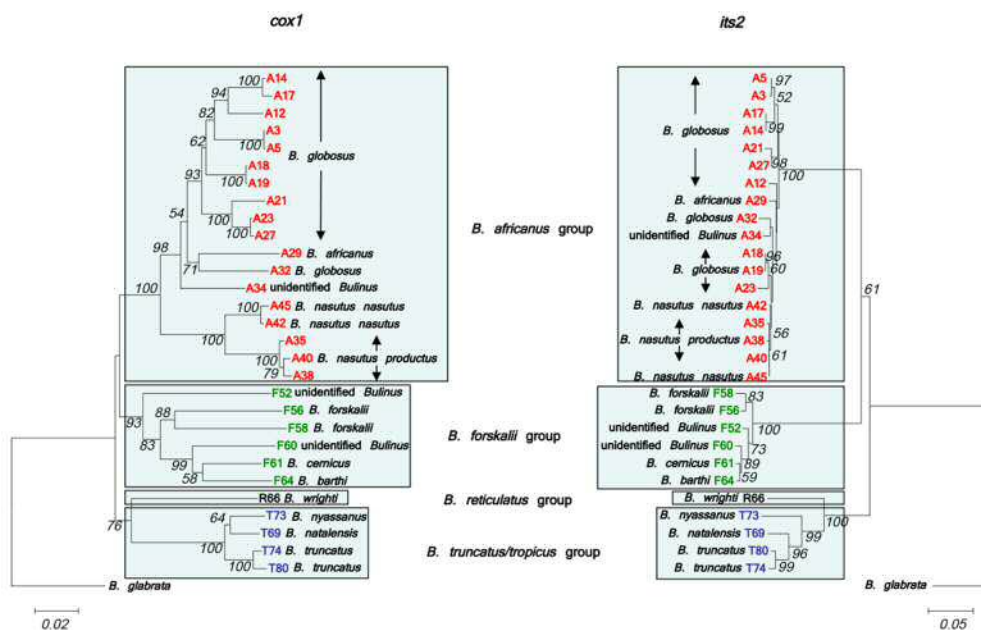 cox1
100 A14
94 A17
82 A12
A3
62 100 A5
B. globosus
A18
93 100 A19
A21
54 100 A23
100 A27
98 A29 B. africanus
71 A32 B. globosus
A34 unidentified Bulinus
100 A45 B. nasutus nasutus
100 A42 B. nasutus nasutus
100 A35
100 A40 B. nasutus productus
79 A38
F52 unidentified Bulinus
93 88 F56 B. forskalii
83 F58 B. forskalii
F60 unidentified Bulinus
99 F61 B. cernicus
58 F64 B. barthi
R66 B. wrighti
76 64 T73 B. nyassanus
T69 B. natalensis
100 T74 B. truncatus
100 T80 B. truncatus
B. glabrata
0.02
B. africanus group
B. forskalii group
B. reticulatus group
B. truncatus/tropicus group
its2
A5 97
A3 52
A17
B. globosus
A14 99
A21
A27 98
100
A12
B. africanus A29
B. globosus A32
unidentified Bulinus A34
A18 96
B. globosus A19 60
A23
61
B. nasutus nasutus A42
A35 56
B. nasutus productus A38
A40 61
B. nasutus nasutus A45
B. forskalii F58 83
B. forskalii F56
unidentified Bulinus F52 100
unidentified Bulinus F60 73
B. cernicus F61 89
B. barthi F64 59
B. wrighti R66
B. nyassanus T73 100
B. natalensis T69 99
B. truncatus T80 96
B. truncatus T74 99
B. glabrata
0.05